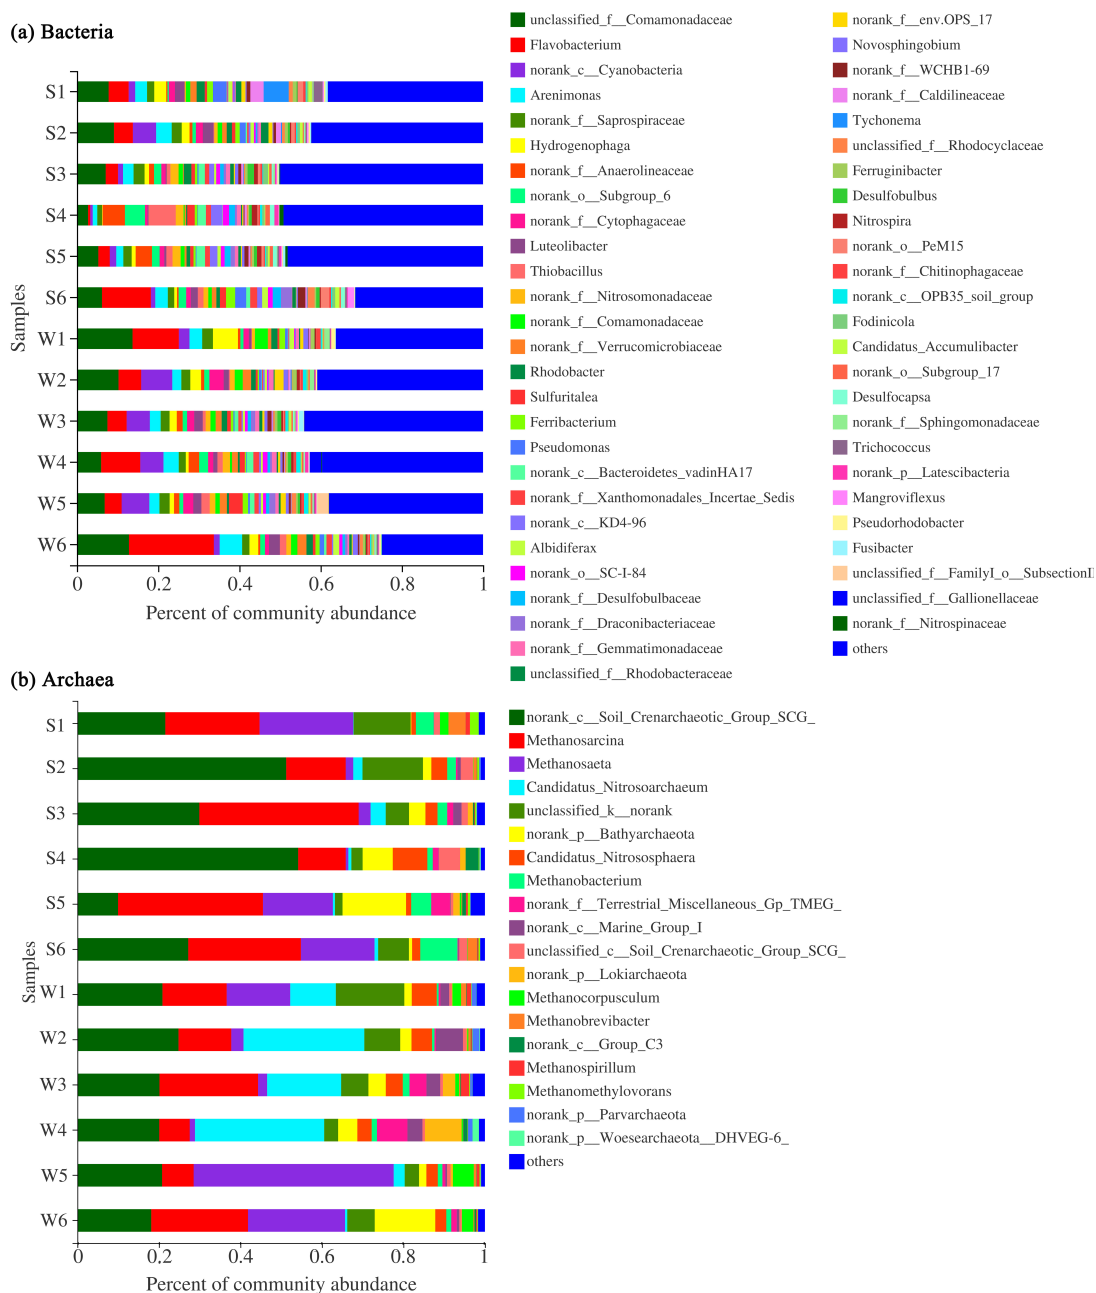 (a) Bacteria
S1
S2
S3
S4
S5
S6
W1
W2
W3
W4
W5
W6
Samples
0 0.2 0.4 0.6 0.8 1
Percent of community abundance
unclassified_f__Comamonadaceae
Flavobacterium
norank_c__Cyanobacteria
Arenimonas
norank_f__Saprospiraceae
Hydrogenophaga
norank_f__Anaerolineaceae
norank_o__Subgroup_6
norank_f__Cytophagaceae
Luteolibacter
Thiobacillus
norank_f__Nitrosomonadaceae
norank_f__Comamonadaceae
norank_f__Verrucomicrobiaceae
Rhodobacter
Sulfuritalea
Ferribacterium
Pseudomonas
norank_c__Bacteroidetes_vadinHA17
norank_f__Xanthomonadales_Incertae_Sedis
norank_c__KD4-96
Albidiferax
norank_o__SC-I-84
norank_f__Desulfobulbaceae
norank_f__Draconibacteriaceae
norank_f__Gemmatimonadaceae
unclassified_f__Rhodobacteraceae
norank_f__env.OPS_17
Novosphingobium
norank_f__WCHB1-69
norank_f__Caldilineaceae
Tychonema
unclassified_f__Rhodocyclaceae
Ferruginibacter
Desulfobulbus
Nitrospira
norank_o__PeM15
norank_f__Chitinophagaceae
norank_c__OPB35_soil_group
Fodinicola
Candidatus_Accumulibacter
norank_o__Subgroup_17
Desulfocapsa
norank_f__Sphingomonadaceae
Trichococcus
norank_p__Latescibacteria
Mangroviflexus
Pseudorhodobacter
Fusibacter
unclassified_f__FamilyI_o__SubsectionII
unclassified_f__Gallionellaceae
norank_f__Nitrospinaceae
others
(b) Archaea
S1
S2
S3
S4
S5
S6
W1
W2
W3
W4
W5
W6
Samples
0 0.2 0.4 0.6 0.8 1
Percent of community abundance
norank_c__Soil_Crenarchaeotic_Group_SCG_
Methanosarcina
Methanosaeta
Candidatus_Nitrosoarchaeum
unclassified_k__norank
norank_p__Bathyarchaeota
Candidatus_Nitrososphaera
Methanobacterium
norank_f__Terrestrial_Miscellaneous_Gp_TMEG_
norank_c__Marine_Group_I
unclassified_c__Soil_Crenarchaeotic_Group_SCG_
norank_p__Lokiarchaeota
Methanocorpusculum
Methanobrevibacter
norank_c__Group_C3
Methanospirillum
Methanomethylovorans
norank_p__Parvarchaeota
norank_p__Woesearchaeota__DHVEG-6_
others